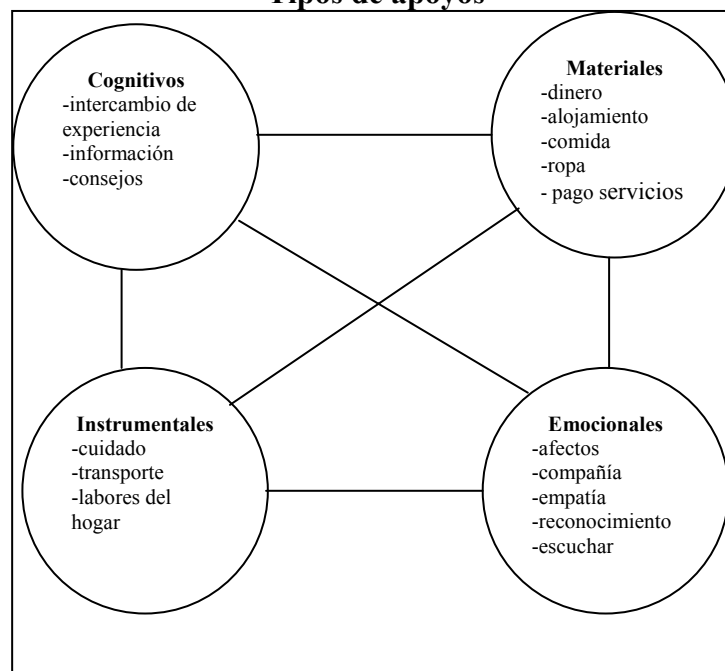 Tipos de apoyos
Cognitivos
-intercambio de
experiencia
-información
-consejos
Materiales
-dinero
-alojamiento
-comida
-ropa
- pago servicios
Instrumentales
-cuidado
-transporte
-labores del
hogar
Emocionales
-afectos
-compañía
-empatía
-reconocimiento
-escuchar